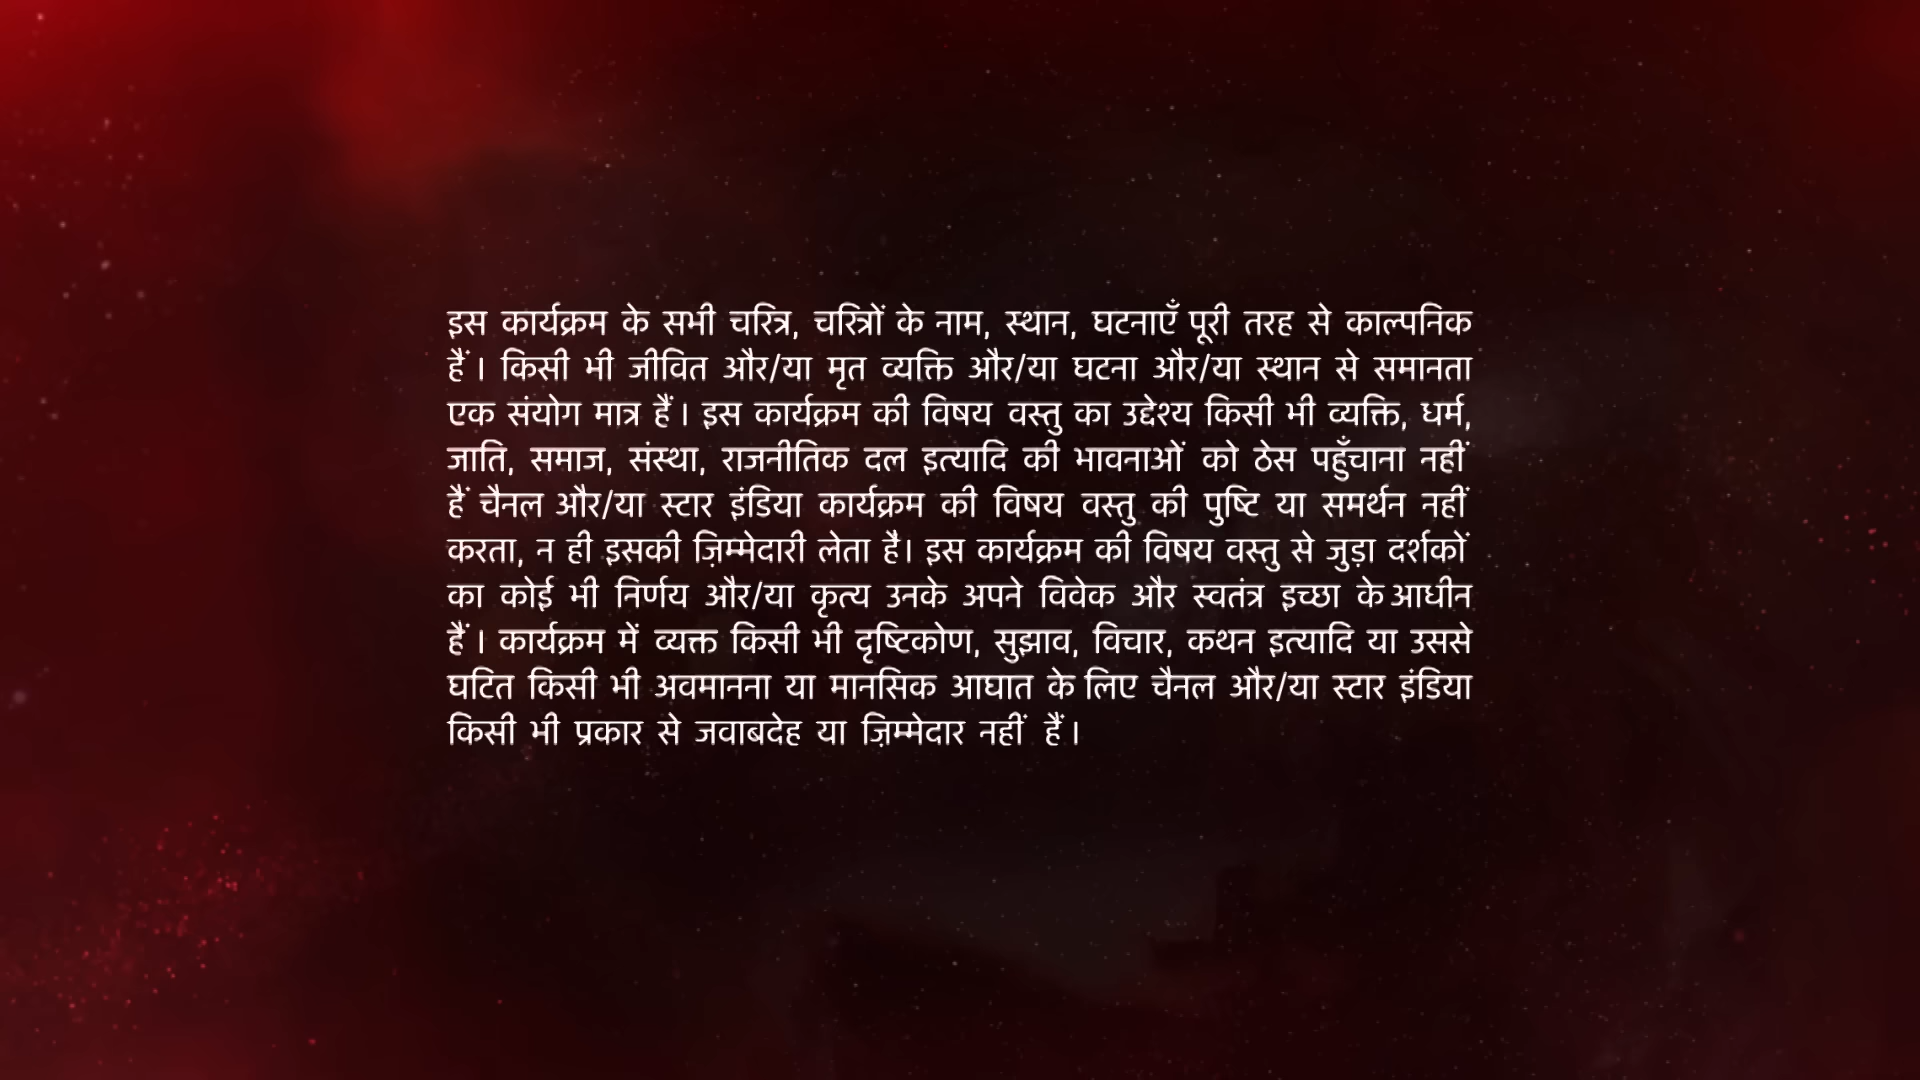 इस कार्यक्रम के सभी चरित्र, चरित्रों के नाम, स्थान, घटनाएँ पूरी तरह से काल्पनिक
हैं । किसी भी जीवित और/या मृत व्यक्ति और/या घटना और/या स्थान से समानता
एक संयोग मात्र हैं । इस कार्यक्रम की विषय वस्तु का उद्देश्य किसी भी व्यक्ति, धर्म,
जाति, समाज, संस्था, राजनीतिक दल इत्यादि की भावनाओं को ठेस पहुँचाना नहीं
हैं चैनल और/या स्टार इंडिया कार्यक्रम की विषय वस्तु की पुष्टि या समर्थन नहीं
करता, न ही इसकी ज़िम्मेदारी लेता है। इस कार्यक्रम की विषय वस्तु से जुड़ा दर्शकों
का कोई भी निर्णय और/या कृत्य उनके अपने विवेक और स्वतंत्र इच्छा के आधीन
हैं । कार्यक्रम में व्यक्त किसी भी दृष्टिकोण, सुझाव, विचार, कथन इत्यादि या उससे
घटित किसी भी अवमानना या मानसिक आघात के लिए चैनल और/या स्टार इंडिया
किसी भी प्रकार से जवाबदेह या ज़िम्मेदार नहीं हैं ।